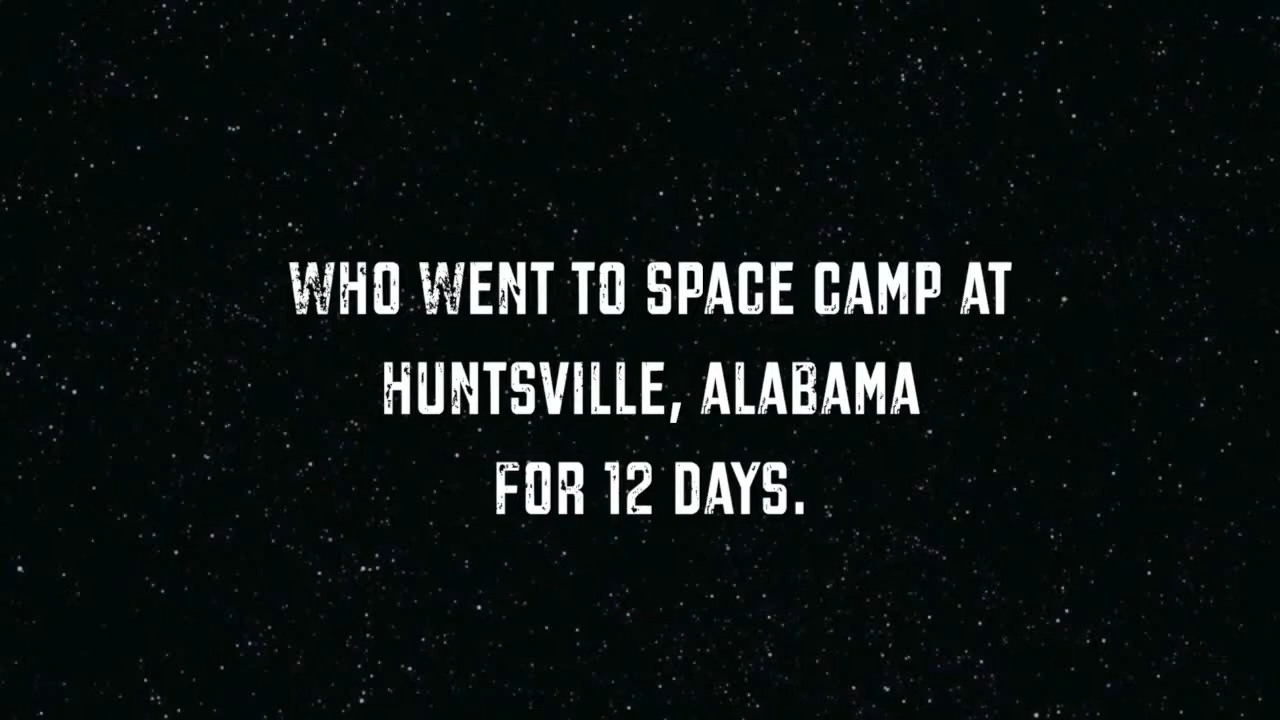 WHO WENT TO SPACE CAMP AT
HUNTSVILLE, ALABAMA
FOR 12 DAYS.